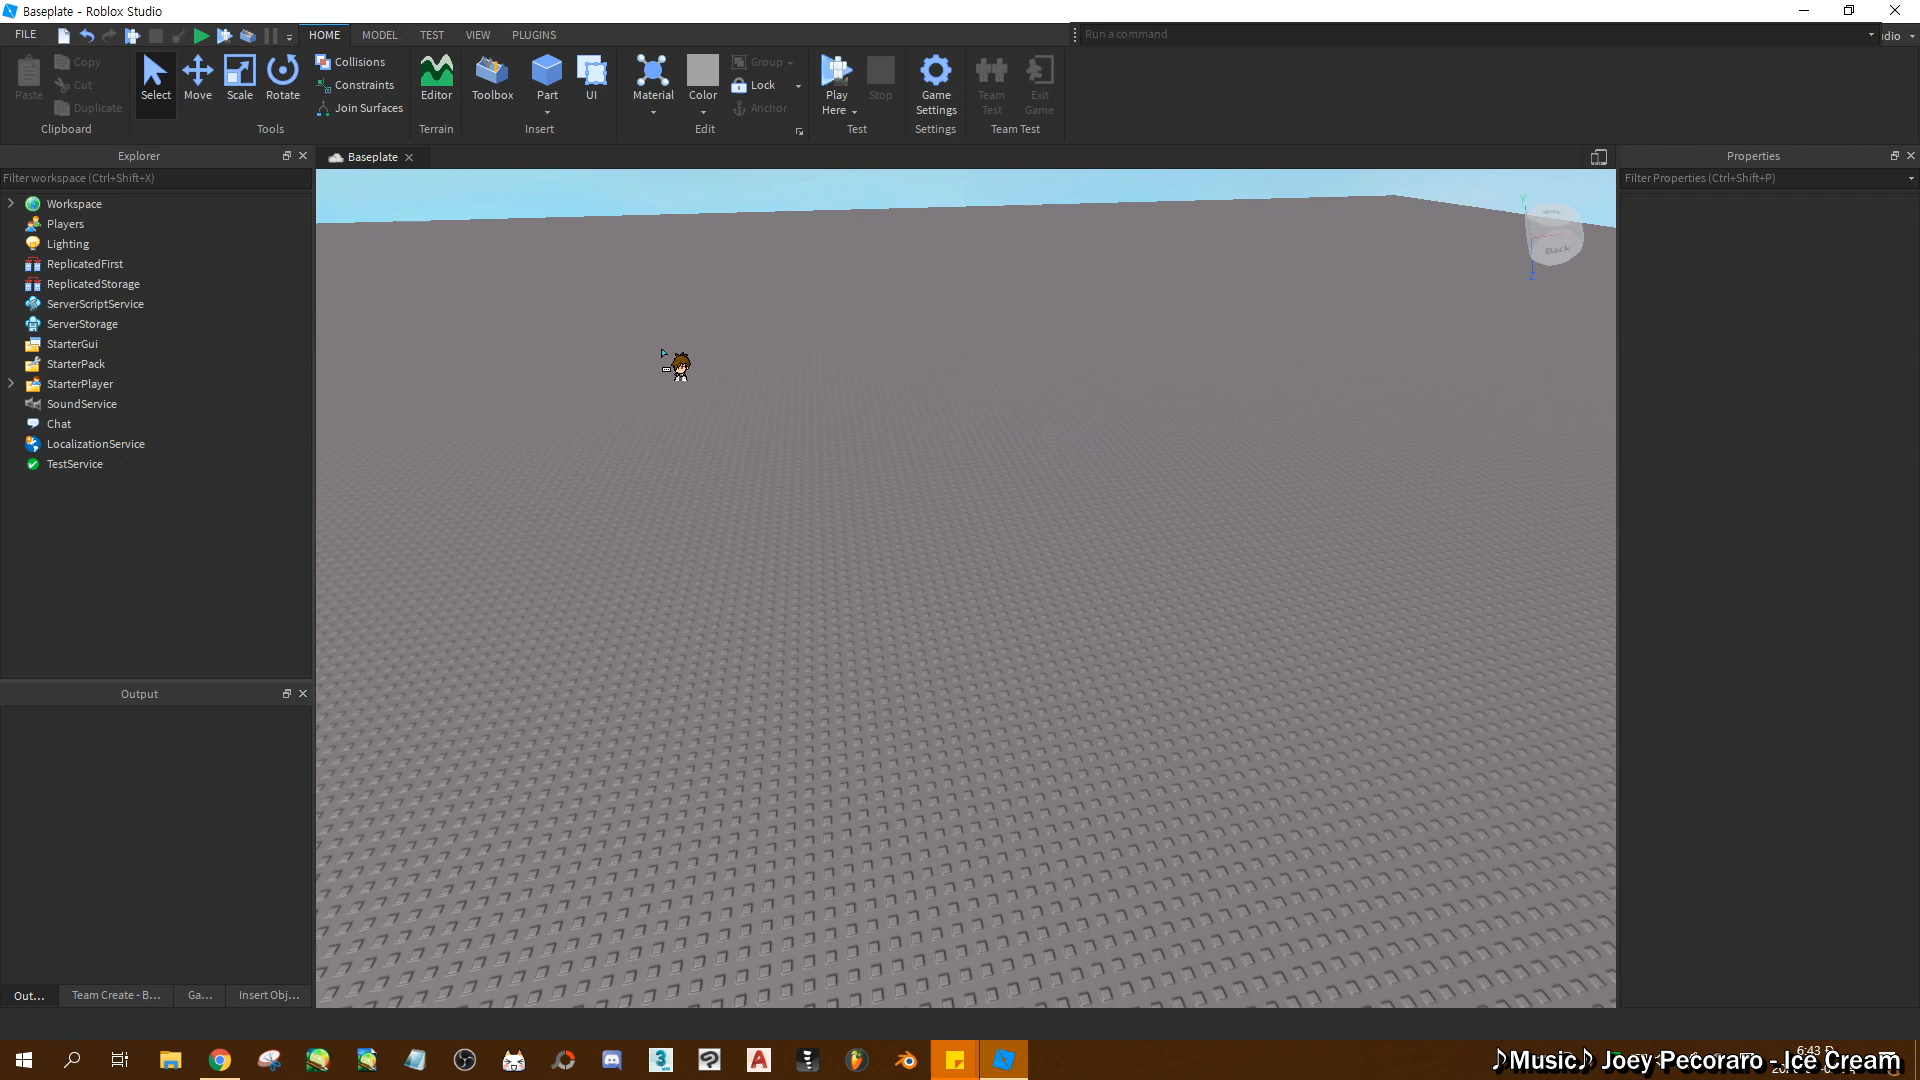 Baseplate - Roblox Studio
FILE HOME MODEL TEST VIEW PLUGINS
Run a command
dio
Paste
Copy
Cut
Duplicate
Clipboard
Select
Move
Scale
Rotate
Collisions
Constraints
Join Surfaces
Tools
Editor
Terrain
Toolbox
Part
UI
Insert
Material
Color
Group
Lock
Anchor
Edit
Play
Here
Stop
Test
Game
Settings
Settings
Team
Test
Exit
Game
Team Test
Explorer
Filter workspace (Ctrl+Shift+X)
Workspace
Players
Lighting
ReplicatedFirst
ReplicatedStorage
ServerScriptService
ServerStorage
StarterGui
StarterPack
StarterPlayer
SoundService
Chat
LocalizationService
TestService
Output
Out...
Team Create - B...
Ga...
Insert Obj...
Baseplate
Y
Back
Z
Properties
Filter Properties (Ctrl+Shift+P)
6:43
♪Music♪ Joey Pecoraro - Ice Cream